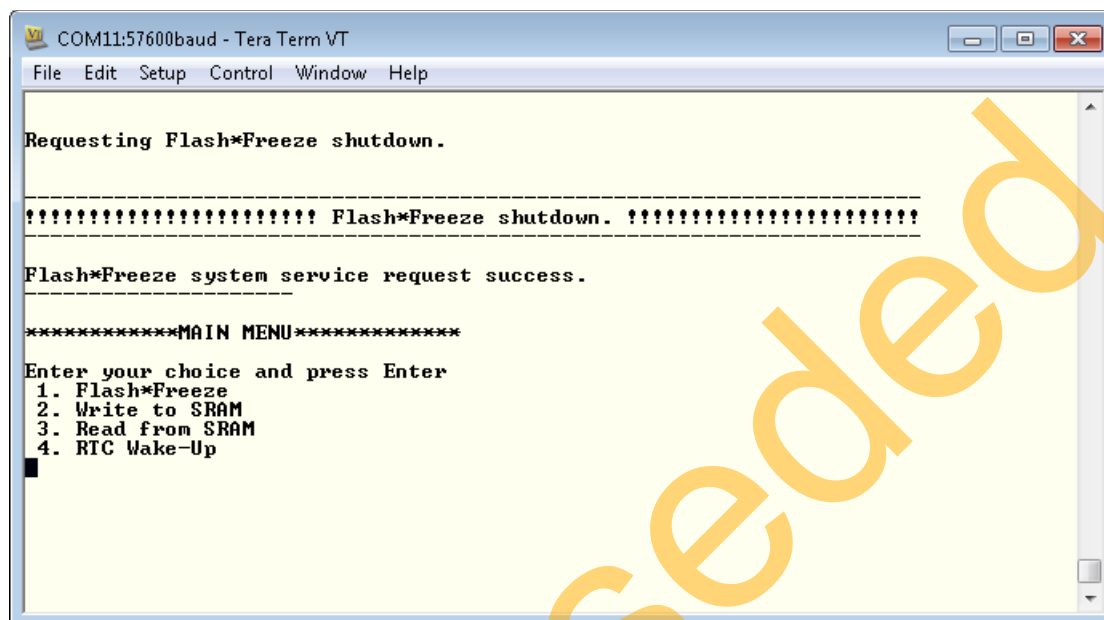 COM11:57600baud - Tera Term VT
File Edit Setup Control Window Help
Requesting Flash*Freeze shutdown.
----------------------------------------------------------------------
!!!!!!!!!!!!!!!!!!!!!!! Flash*Freeze shutdown. !!!!!!!!!!!!!!!!!!!!!!!
----------------------------------------------------------------------
Flash*Freeze system service request success.
---------------------
************MAIN MENU*************
Enter your choice and press Enter
1. Flash*Freeze
2. Write to SRAM
3. Read from SRAM
4. RTC Wake-Up
seded